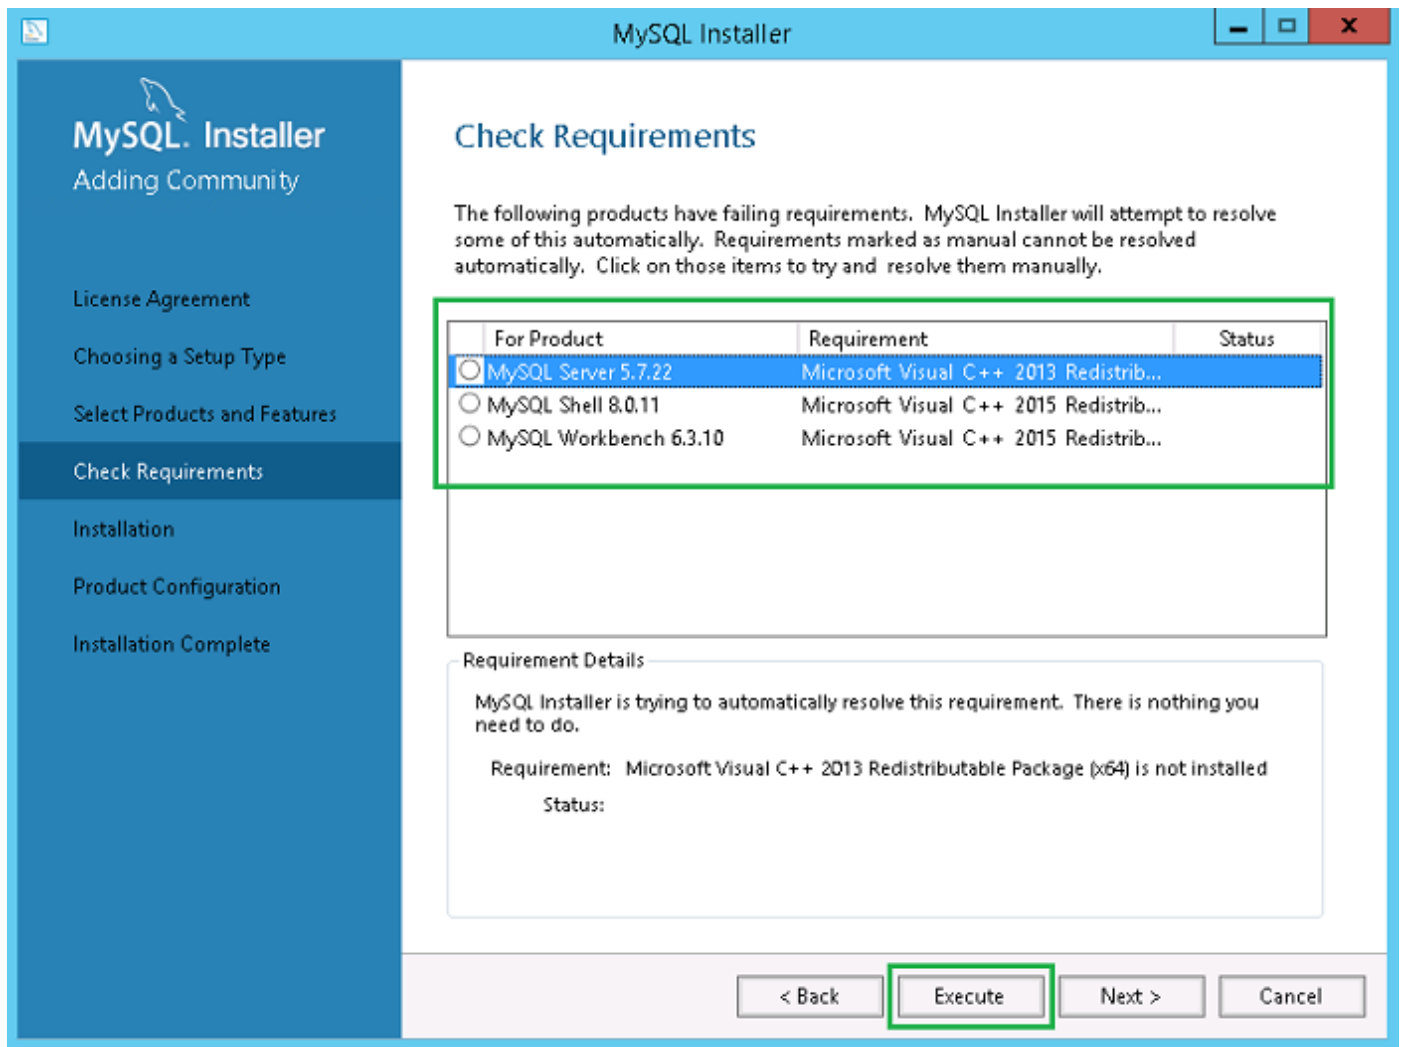 MySQL Installer
MySQL. Installer
Adding Community
License Agreement
Choosing a Setup Type
Select Products and Features
Check Requirements
Installation
Product Configuration
Installation Complete
Check Requirements
The following products have failing requirements. MySQL Installer will attempt to resolve
some of this automatically. Requirements marked as manual cannot be resolved
automatically. Click on those items to try and resolve them manually.
For Product Requirement Status
MySQL Server 5.7.22 Microsoft Visual C++ 2013 Redistrib...
MySQL Shell 8.0.11 Microsoft Visual C++ 2015 Redistrib...
MySQL Workbench 6.3.10 Microsoft Visual C++ 2015 Redistrib...
Requirement Details
MySQL Installer is trying to automatically resolve this requirement. There is nothing you
need to do.
Requirement: Microsoft Visual C++ 2013 Redistributable Package (x64) is not installed
Status:
< Back Execute Next > Cancel